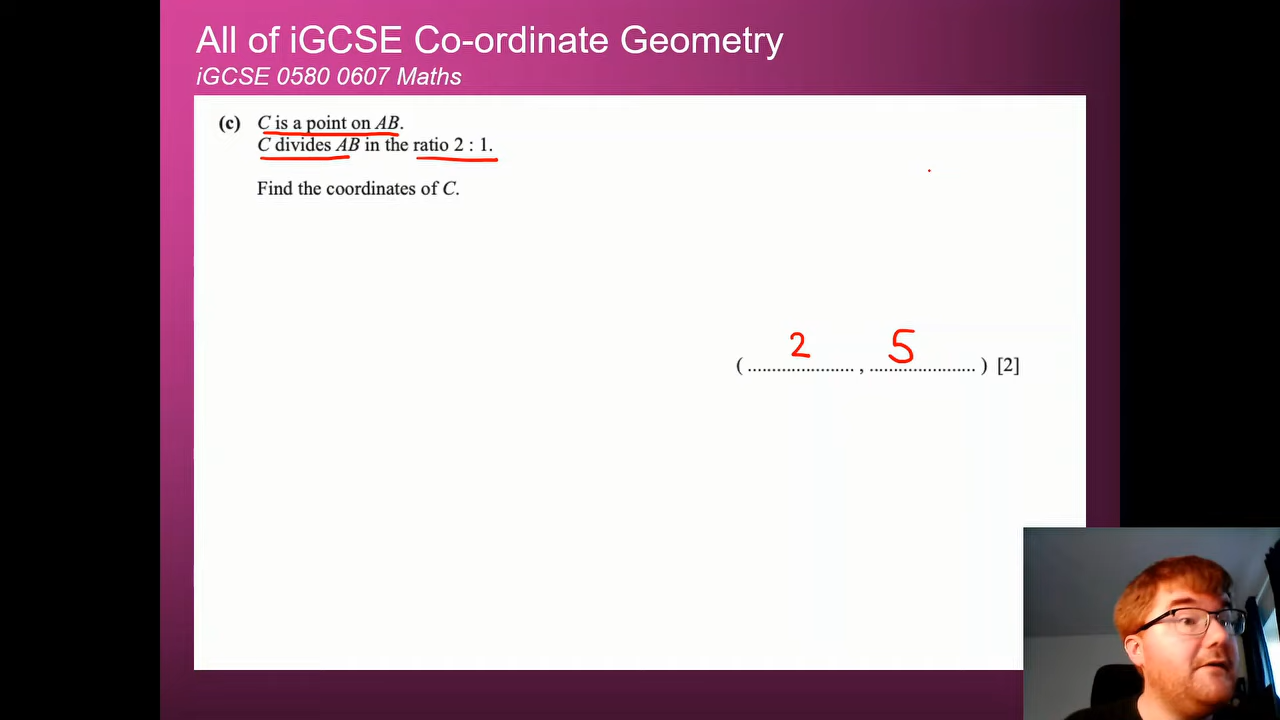 All of iGCSE Co-ordinate Geometry
iGCSE 0580 0607 Maths
(c) C is a point on AB.
C divides AB in the ratio 2 : 1.
Find the coordinates of C.
2 5
( ...................... , ...................... ) [2]